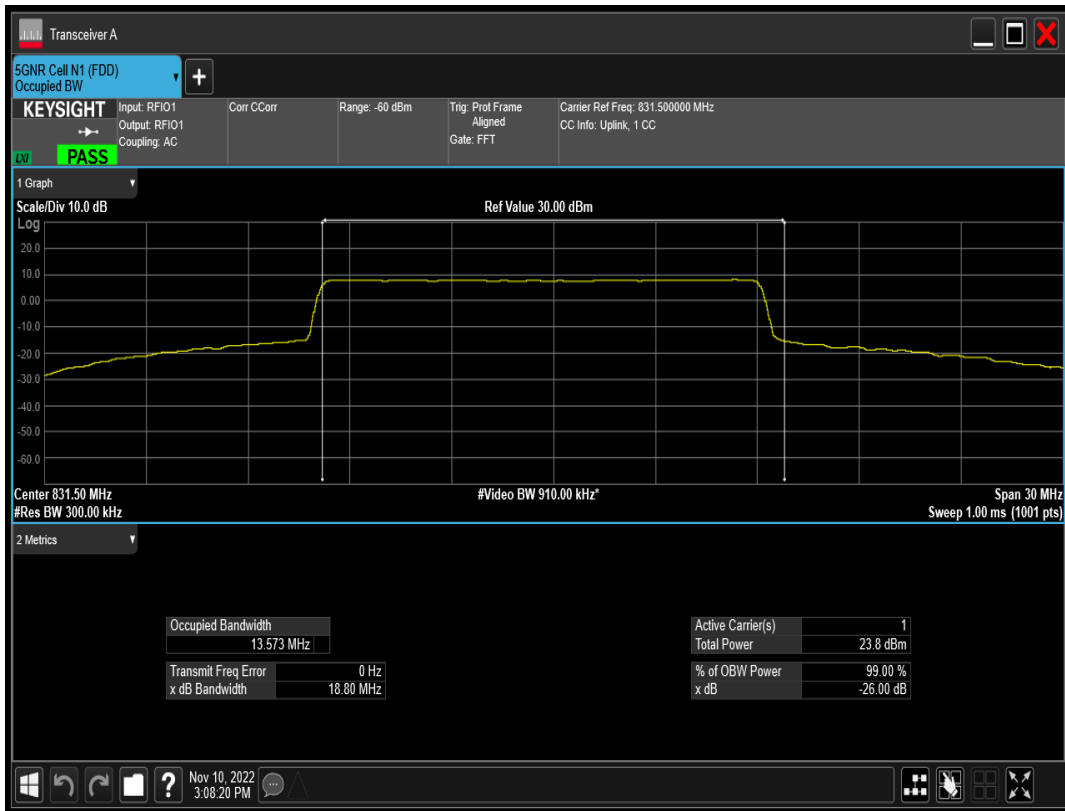 Transceiver A
5GNR Cell N1 (FDD)
Occupied BW
KEYSIGHT
LXI
PASS
Input: RFIO1
Output: RFIO1
Coupling: AC
Corr CCorr
Range: -60 dBm
Trig: Prot Frame
Aligned
Gate: FFT
Carrier Ref Freq: 831.500000 MHz
CC Info: Uplink, 1 CC
1 Graph
Scale/Div 10.0 dB
Ref Value 30.00 dBm
Log
20.0
10.0
0.00
-10.0
-20.0
-30.0
-40.0
-50.0
-60.0
Center 831.50 MHz
#Video BW 910.00 kHz*
Span 30 MHz
#Res BW 300.00 kHz
Sweep 1.00 ms (1001 pts)
2 Metrics
Occupied Bandwidth
13.573 MHz
Transmit Freq Error 0 Hz
x dB Bandwidth 18.80 MHz
Active Carrier(s) 1
Total Power 23.8 dBm
% of OBW Power 99.00 %
x dB -26.00 dB
?
Nov 10, 2022
3:08:20 PM